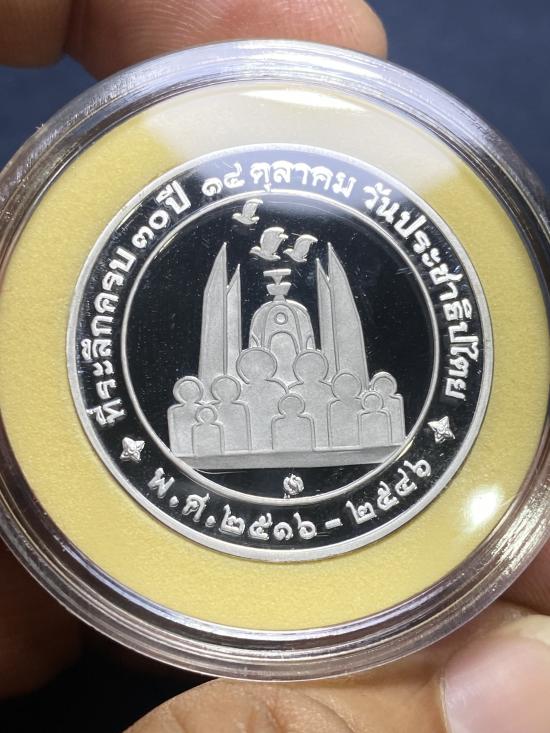 ที่ระลึกครบ ๓๐ ปี ๑๔ ตุลาคม วันประชาธิปไตย
พ.ศ.๒๕๑๖-๒๕๔๖